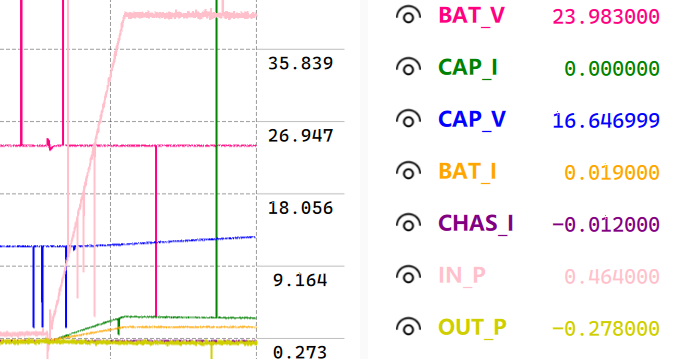 35.839
26.947
18.056
9.164
0.273
BAT_V 23.983000
CAP_I 0.000000
CAP_V 16.646999
BAT_I 0.019000
CHAS_I -0.012000
IN_P 0.464000
OUT_P -0.278000